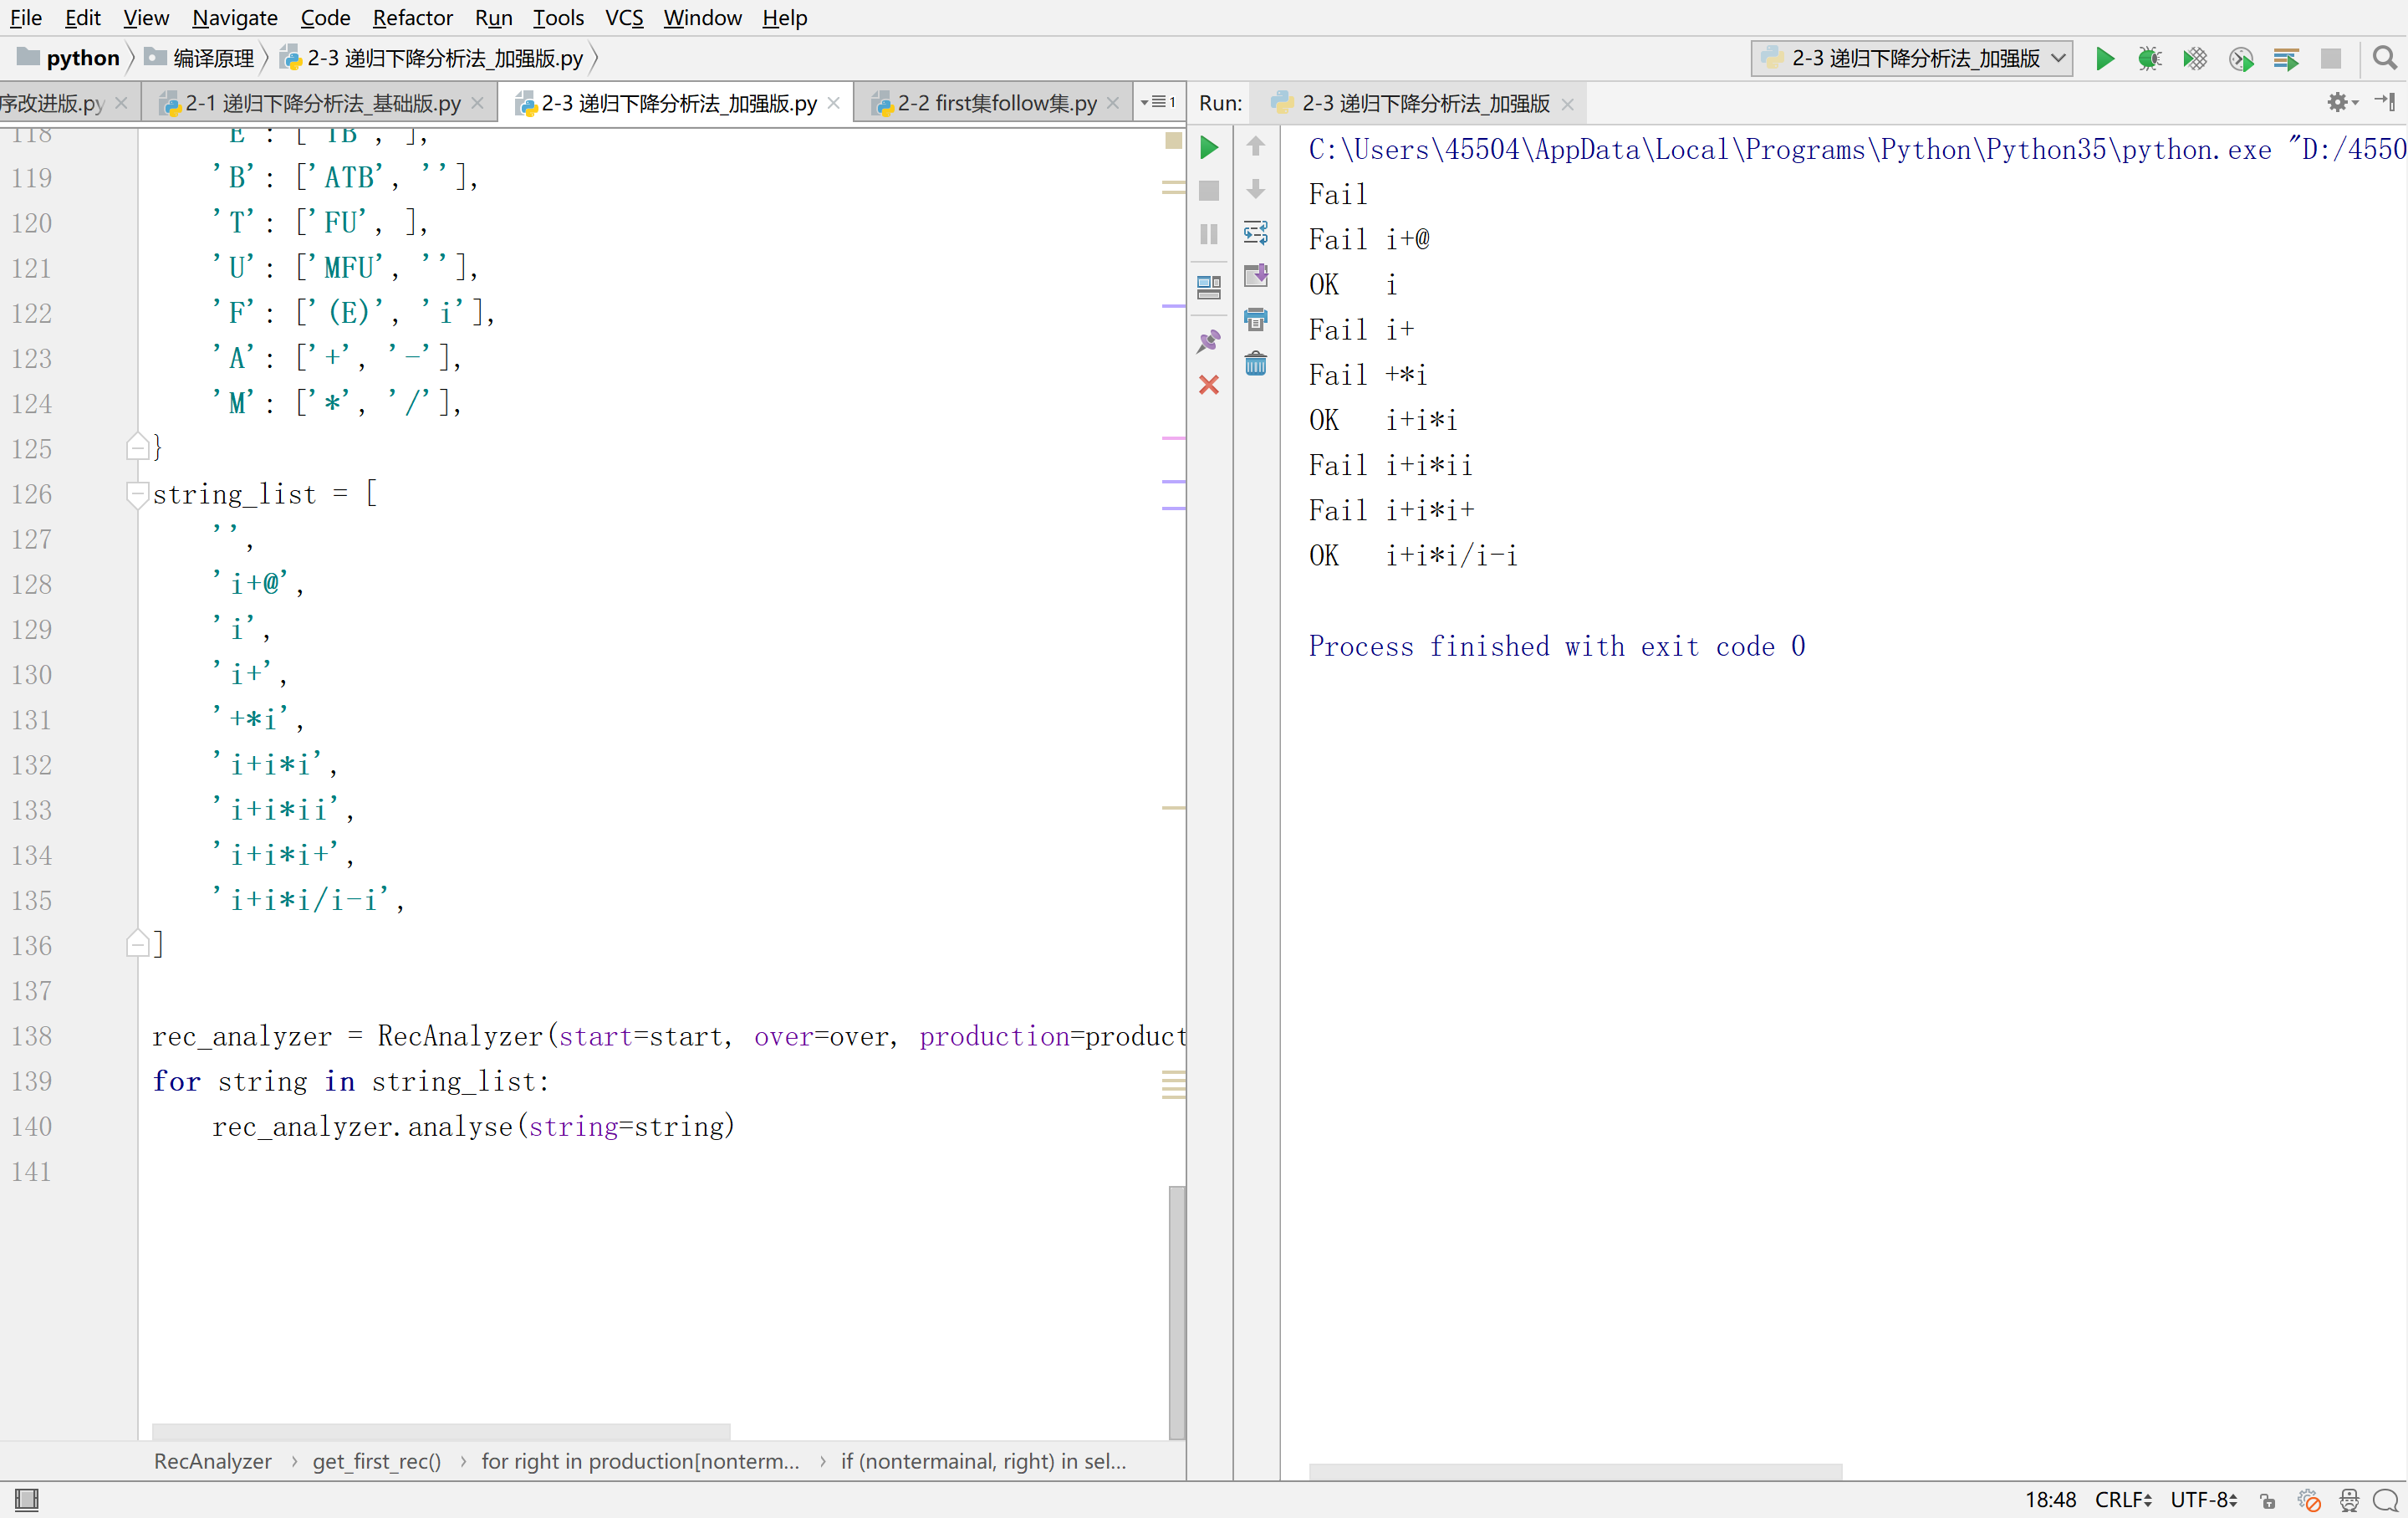 File Edit View Navigate Code Refactor Run Tools VCS Window Help
python 编译原理 2-3 递归下降分析法_加强版.py
2-3 递归下降分析法_加强版
序改进版.py 2-1 递归下降分析法_基础版.py 2-3 递归下降分析法_加强版.py 2-2 first集follow集.py 1
118 'E': ['TB', ],
119 'B': ['ATB', ''],
120 'T': ['FU', ],
121 'U': ['MFU', ''],
122 'F': ['(E)', 'i'],
123 'A': ['+', '-'],
124 'M': ['*', '/'],
125 }
126 string_list = [
127 '',
128 'i+@',
129 'i',
130 'i+',
131 '+*i',
132 'i+i*i',
133 'i+i*ii',
134 'i+i*i+',
135 'i+i*i/i-i',
136 ]
137
138 rec_analyzer = RecAnalyzer(start=start, over=over, production=product
139 for string in string_list:
140 rec_analyzer.analyse(string=string)
141
RecAnalyzer › get_first_rec() › for right in production[nonterm... › if (nontermainal, right) in sel...
Run: 2-3 递归下降分析法_加强版
C:\Users\45504\AppData\Local\Programs\Python\Python35\python.exe "D:/4550
Fail
Fail i+@
OK i
Fail i+
Fail +*i
OK i+i*i
Fail i+i*ii
Fail i+i*i+
OK i+i*i/i-i
Process finished with exit code 0
18:48 CRLF UTF-8